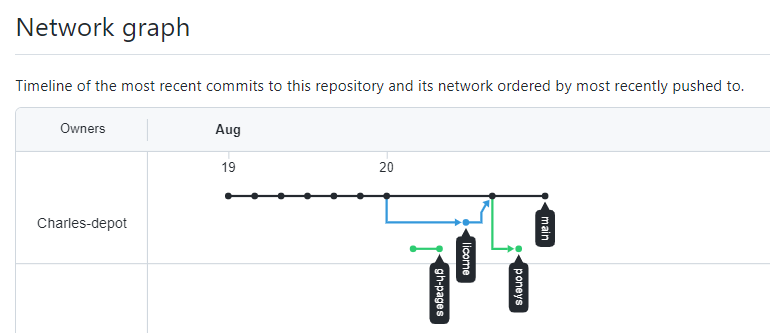 Network graph
Timeline of the most recent commits to this repository and its network ordered by most recently pushed to.
Owners Aug
19 20
Charles-depot
main
licorne
gh-pages
poneys